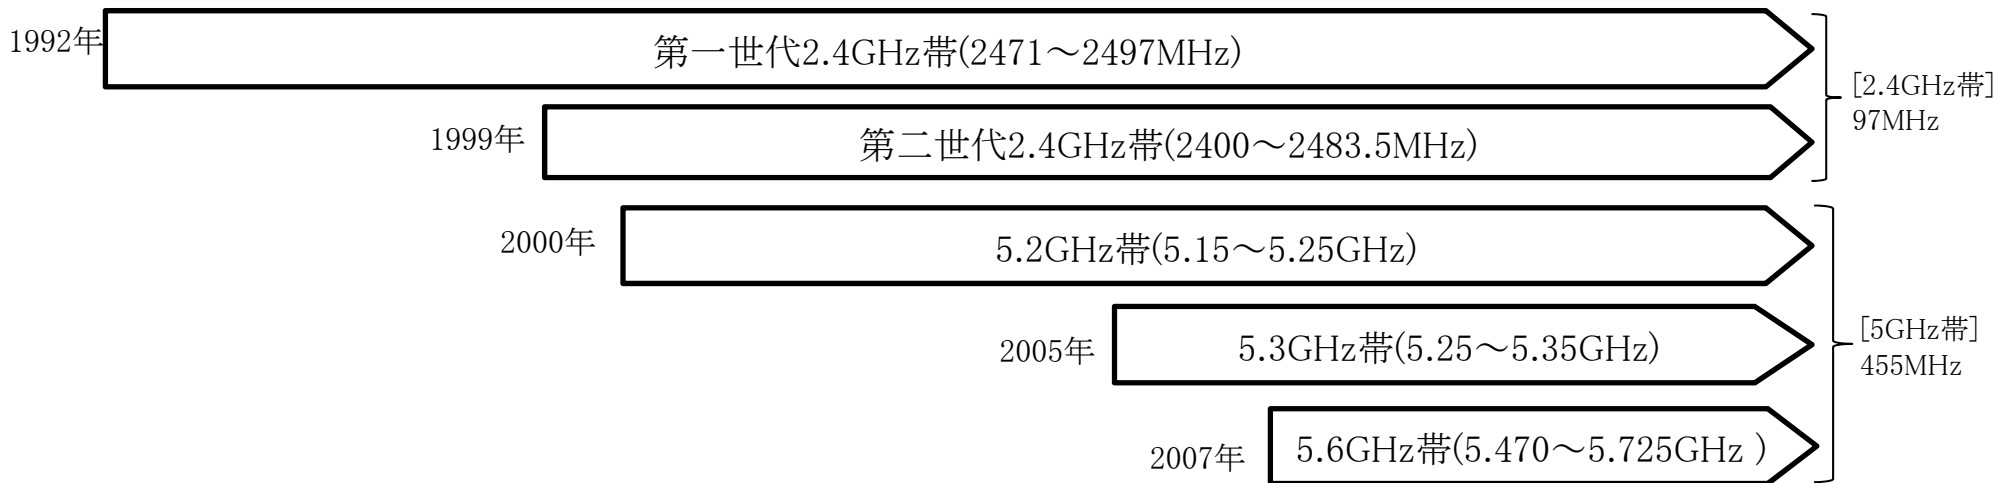 1992年
第一世代2.4GHz帯(2471～2497MHz)
[2.4GHz帯]
97MHz
1999年
第二世代2.4GHz帯(2400～2483.5MHz)
2000年
5.2GHz帯(5.15～5.25GHz)
2005年
5.3GHz帯(5.25～5.35GHz)
[5GHz帯]
455MHz
2007年
5.6GHz帯(5.470～5.725GHz )